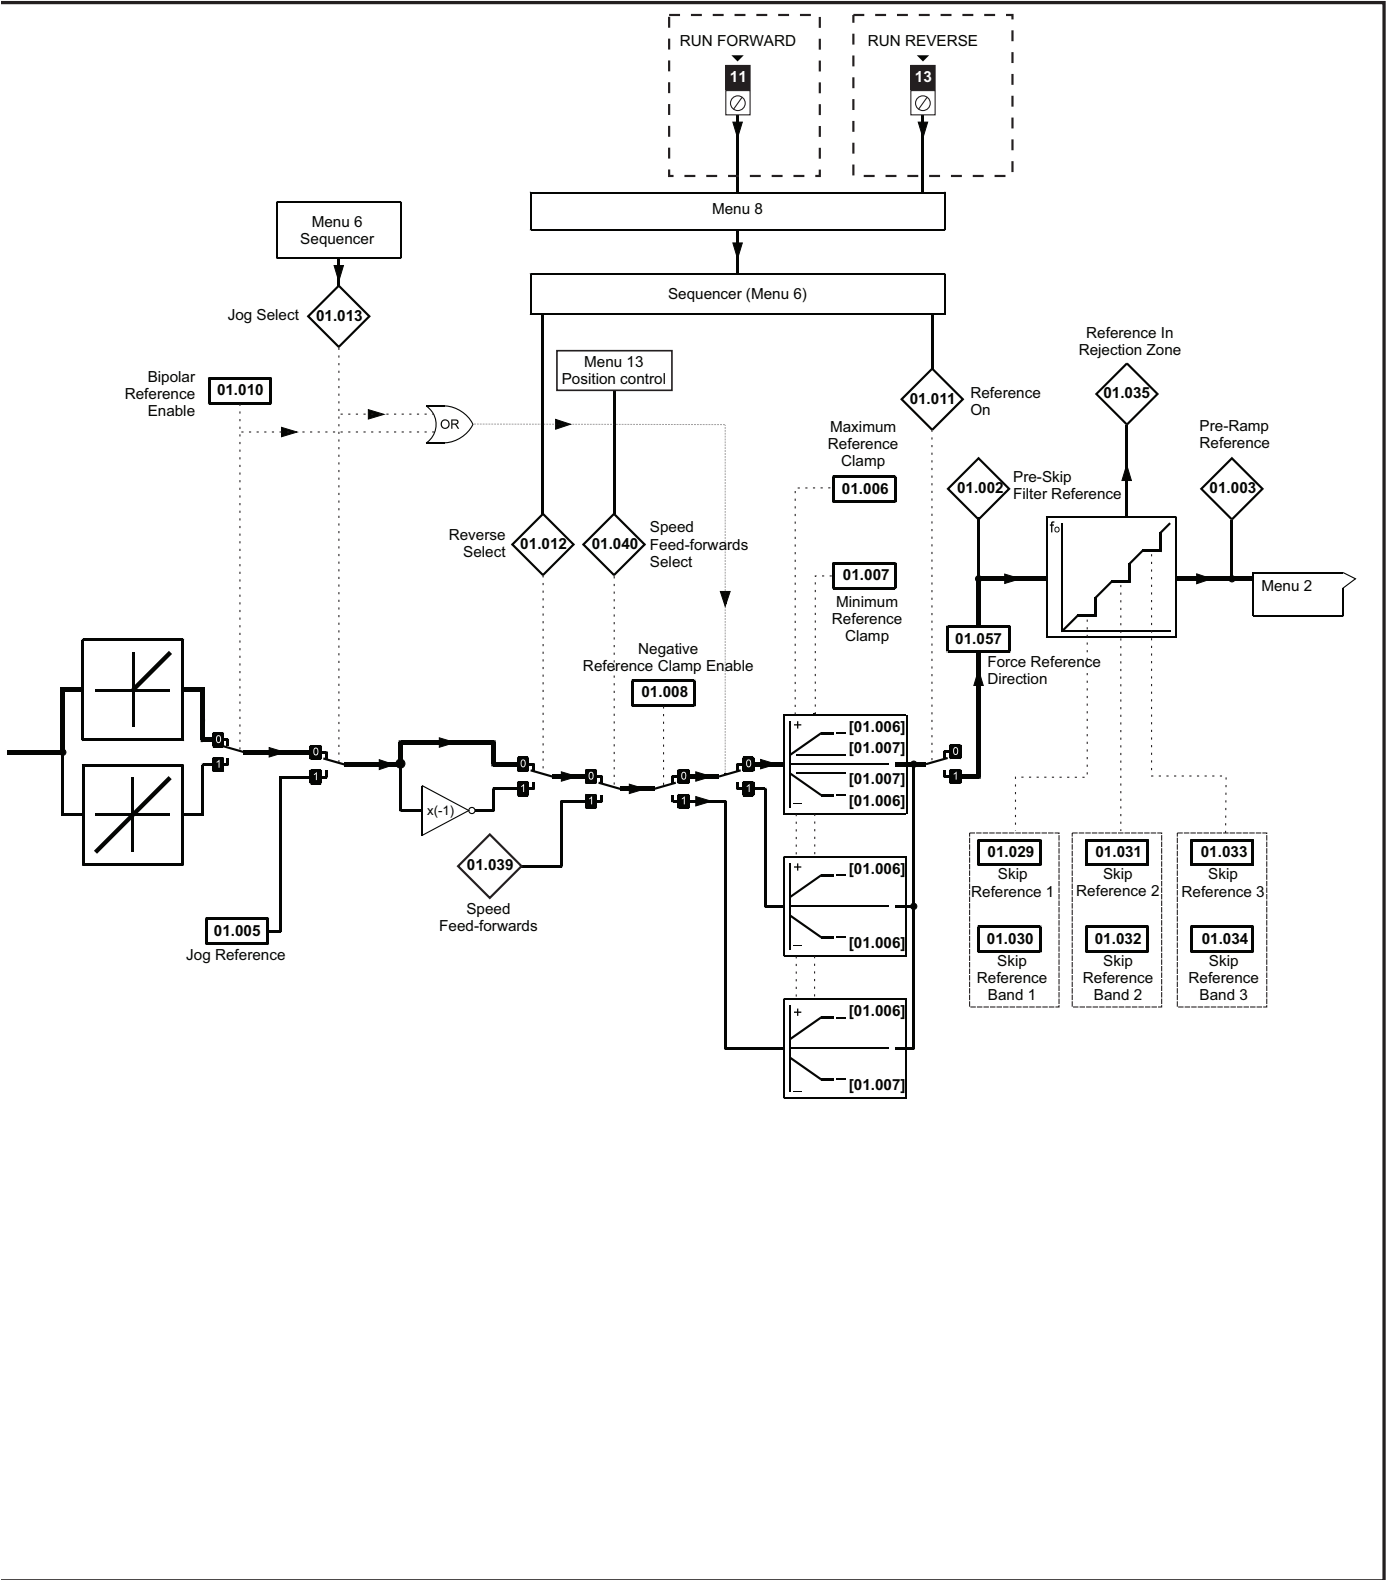 RUN FORWARD
11
RUN REVERSE
13
Menu 8
Menu 6
Sequencer
Sequencer (Menu 6)
Jog Select
01.013
Reference In
Rejection Zone
01.035
Menu 13
Position control
Bipolar
Reference
Enable
01.010
01.011
Reference
On
OR
Maximum
Reference
Clamp
01.006
Pre-Ramp
Reference
01.003
01.002
Pre-Skip
Filter Reference
Reverse
Select
01.012
01.040
Speed
Feed-forwards
Select
fo
01.007
Minimum
Reference
Clamp
Menu 2
01.057
Force Reference
Direction
Negative
Reference Clamp Enable
01.008
0
1
0
1
x(-1)
0
1
0
1
0
1
0
1
+
[01.006]
[01.007]
[01.007]
[01.006]
–
0
1
01.039
Speed
Feed-forwards
+
[01.006]
[01.006]
–
01.005
Jog Reference
+
[01.006]
[01.007]
–
01.029
Skip
Reference 1
01.030
Skip
Reference
Band 1
01.031
Skip
Reference 2
01.032
Skip
Reference
Band 2
01.033
Skip
Reference 3
01.034
Skip
Reference
Band 3